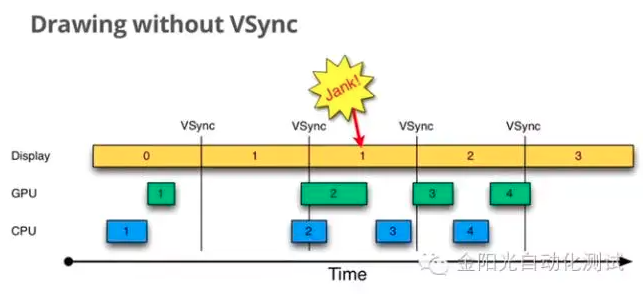 Drawing without VSync
Jank!
VSync VSync VSync VSync
Display 0 1 1 2 3
GPU 1 2 3 4
CPU 1 2 3 4
金阳光自动化测试
Time